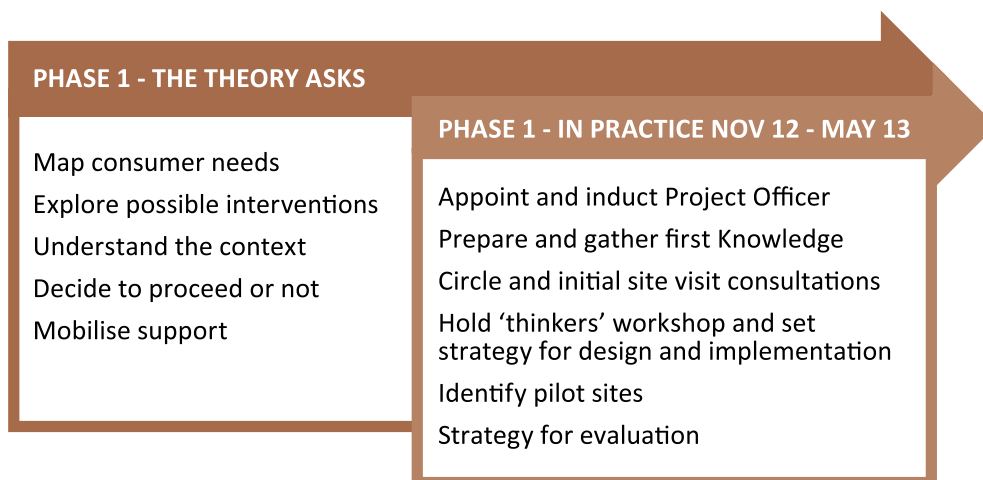 PHASE 1 - THE THEORY ASKS
Map consumer needs
Explore possible interventions
Understand the context
Decide to proceed or not
Mobilise support
PHASE 1 - IN PRACTICE NOV 12 - MAY 13
Appoint and induct Project Officer
Prepare and gather first Knowledge
Circle and initial site visit consultations
Hold ‘thinkers’ workshop and set
strategy for design and implementation
Identify pilot sites
Strategy for evaluation